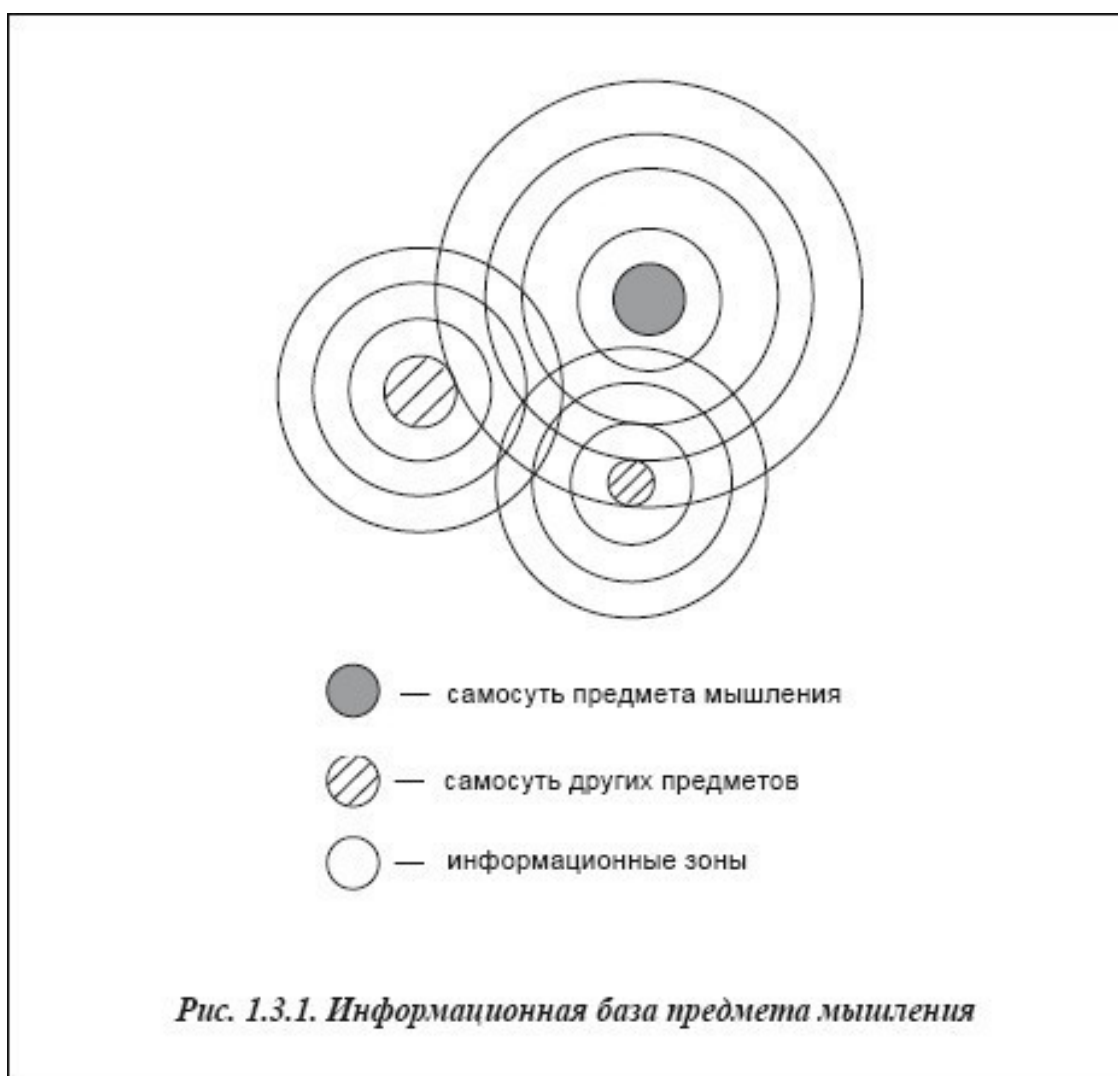 — самосуть предмета мышления
— самосуть других предметов
— информационные зоны
Рис. 1.3.1. Информационная база предмета мышления